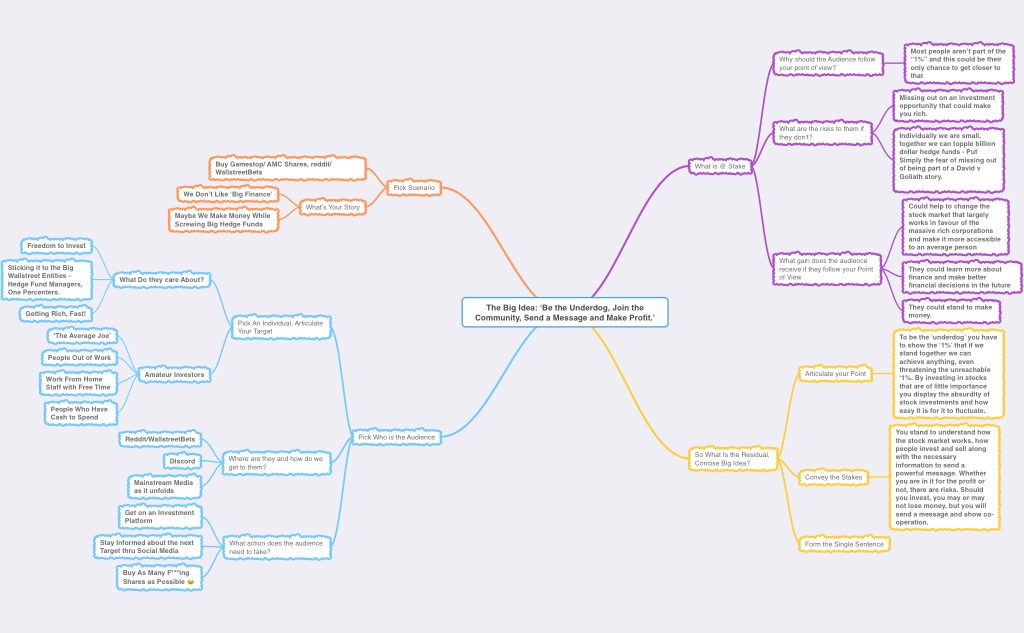 The Big Idea: ‘Be the Underdog, Join the
Community, Send a Message and Make Profit.’
Pick Scenario
Buy Gamestop/ AMC Shares, reddit/
WallstreetBets
What's Your Story
We Don't Like ‘Big Finance’
Maybe We Make Money While
Screwing Big Hedge Funds
Pick Who is the Audience
Pick An Individual, Articulate
Your Target
What Do they care About?
Freedom to Invest
Sticking it to the Big
Wallstreet Entities -
Hedge Fund Managers,
One Percenters.
Getting Rich, Fast!
Amateur Investors
‘The Average Joe’
People Out of Work
Work From Home
Staff with Free Time
People Who Have
Cash to Spend
Where are they and how do we
get to them?
Reddit/WallstreetBets
Discord
Mainstream Media
as it unfolds
What action does the audience
need to take?
Get on an Investment
Platform
Stay Informed about the next
Target thru Social Media
Buy As Many F***ing
Shares as Possible 😉
What is @ Stake
Why should the Audience follow
your point of view?
Most people aren't part of the
“1%” and this could be their
only chance to get closer to
that
What are the risks to them if
they don't?
Missing out on an investment
opportunity that could make
you rich.
Individually we are small,
together we can topple billion
dollar hedge funds - Put
Simply the fear of missing out
of being part of a David v
Goliath story.
What gain does the audience
receive if they follow your Point
of View
Could help to change the
stock market that largely
works in favour of the
massive rich corporations
and make it more accessible
to an average person
They could learn more about
finance and make better
financial decisions in the future
They could stand to make
money.
So What Is the Residual,
Concise Big Idea?
Articulate your Point
To be the ‘underdog’ you have
to show the ‘1%’ that if we
stand together we can
achieve anything, even
threatening the unreachable
‘1%. By investing in stocks
that are of little importance
you display the absurdity of
stock investments and how
easy it is for it to fluctuate.
Convey the Stakes
You stand to understand how
the stock market works, how
people invest and sell along
with the necessary
information to send a
powerful message. Whether
you are in it for the profit or
not, there are risks. Should
you invest, you may or may
not lose money, but you will
send a message and show co-
operation.
Form the Single Sentence